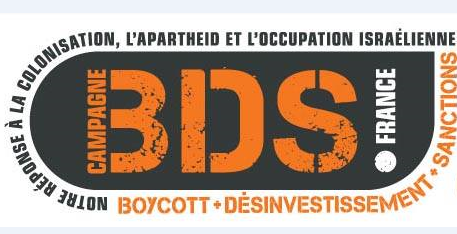 NOTRE RÉPONSE À LA COLONISATION, L'APARTHEID ET L'OCCUPATION ISRAÉLIENNE
CAMPAGNE
BDS
FRANCE
BOYCOTT + DÉSINVESTISSEMENT + SANCTIONS